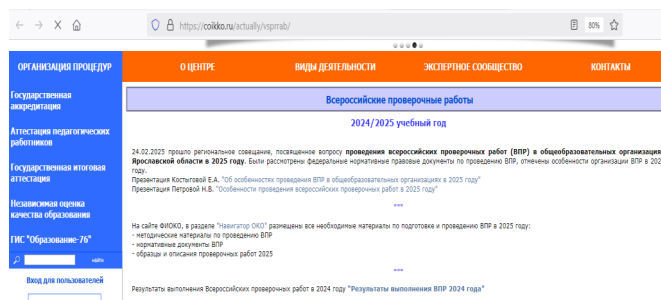 https://coikko.ru/actually/vsprrab/
80%
ОРГАНИЗАЦИЯ ПРОЦЕДУР
О ЦЕНТРЕ
ВИДЫ ДЕЯТЕЛЬНОСТИ
ЭКСПЕРТНОЕ СООБЩЕСТВО
КОНТАКТЫ
Государственная
аккредитация
Аттестация педагогических
работников
Государственная итоговая
аттестация
Независимая оценка
качества образования
ГИС "Образование-76"
найти
Вход для пользователей
Всероссийские проверочные работы
2024/2025 учебный год
24.02.2025 прошло региональное совещание, посвященное вопросу проведения всероссийских проверочных работ (ВПР) в общеобразовательных организация
Ярославской области в 2025 году. Были рассмотрены федеральные нормативные правовые документы по проведению ВПР, отмечены особенности организации ВПР в 202
году.
Презентация Костыговой Е.А. "Об особенностях проведения ВПР в общеобразовательных организациях в 2025 году"
Презентация Петровой Н.В. "Особенности проведения всероссийских проверочных работ в 2025 году"
***
На сайте ФИОКО, в разделе "Навигатор ОКО" размещены все необходимые материалы по подготовке и проведению ВПР в 2025 году:
- методические материалы по проведению ВПР
- нормативные документы ВПР
- образцы и описания проверочных работ 2025
***
Результаты выполнения Всероссийских проверочных работ в 2024 году "Результаты выполнения ВПР 2024 года"